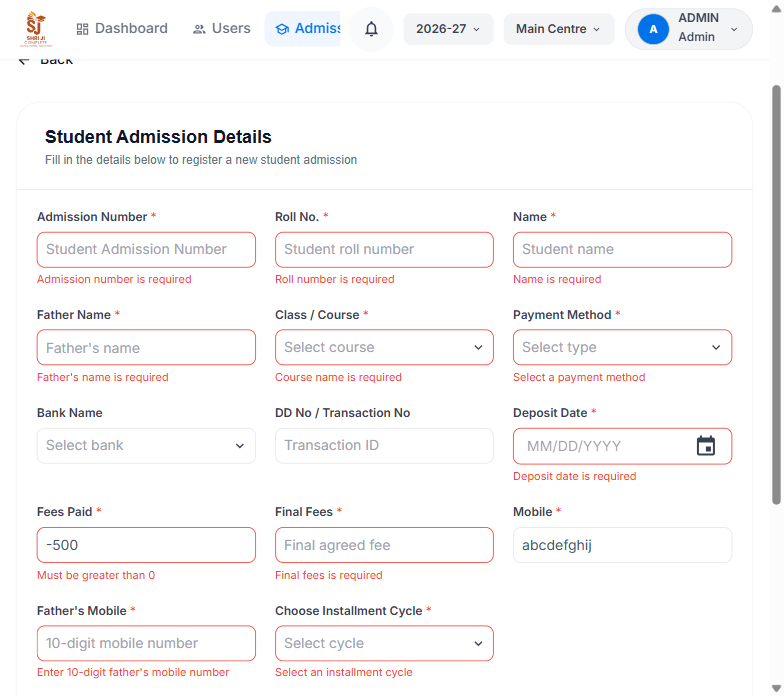 SHRIJI
COMPLETE
Dashboard
Users
Admiss
2026-27
Main Centre
A
ADMIN
Admin
Back
Student Admission Details
Fill in the details below to register a new student admission
Admission Number *
Roll No. *
Name *
Student Admission Number
Student roll number
Student name
Admission number is required
Roll number is required
Name is required
Father Name *
Class / Course *
Payment Method *
Father's name
Select course
Select type
Father's name is required
Course name is required
Select a payment method
Bank Name
DD No / Transaction No
Deposit Date *
Select bank
Transaction ID
MM/DD/YYYY
Deposit date is required
Fees Paid *
Final Fees *
Mobile *
-500
Final agreed fee
abcdefghij
Must be greater than 0
Final fees is required
Father's Mobile *
Choose Installment Cycle *
10-digit mobile number
Select cycle
Enter 10-digit father's mobile number
Select an installment cycle